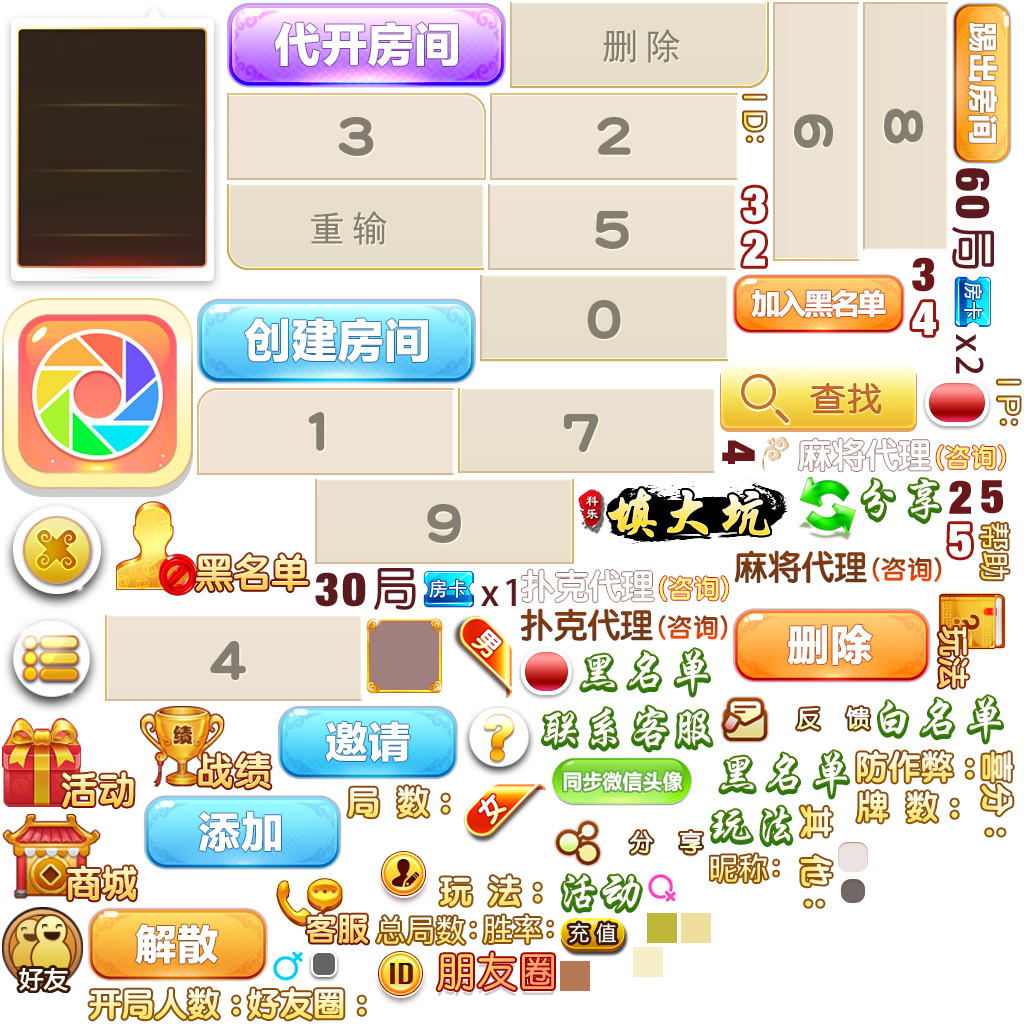 代开房间
删除
3
2
ID:
6
8
踢出房间
重输
5
3
2
60局
房卡
x2
0
加入黑名单
3
4
创建房间
1
7
查找
IP:
4
麻将代理(咨询)
9
科乐
填大坑
分享
25
5
帮助
黑名单
30局
房卡
x1
扑克代理(咨询)
麻将代理(咨询)
扑克代理(咨询)
4
男
黑名单
删除
?
玩法
活动
绩
战绩
邀请
?
联系客服
反馈
白名单
局数:
女
同步微信头像
黑名单
防作弊:
喜分:
牌数:
商城
添加
分享
玩法
其他:
昵称:
玩法:
活动
好友
解散
客服
总局数:
胜率:
充值
ID
朋友圈
开局人数:
好友圈: